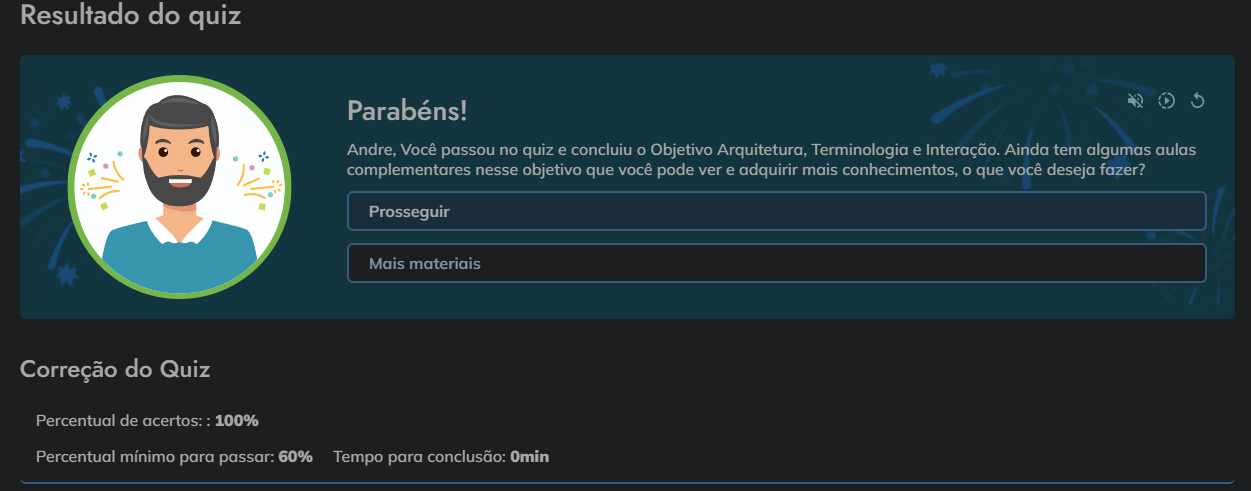 Resultado do quiz
Parabéns!
Andre, Você passou no quiz e concluiu o Objetivo Arquitetura, Terminologia e Interação. Ainda tem algumas aulas
complementares nesse objetivo que você pode ver e adquirir mais conhecimentos, o que você deseja fazer?
Prosseguir
Mais materiais
Correção do Quiz
Percentual de acertos: : 100%
Percentual mínimo para passar: 60% Tempo para conclusão: 0min